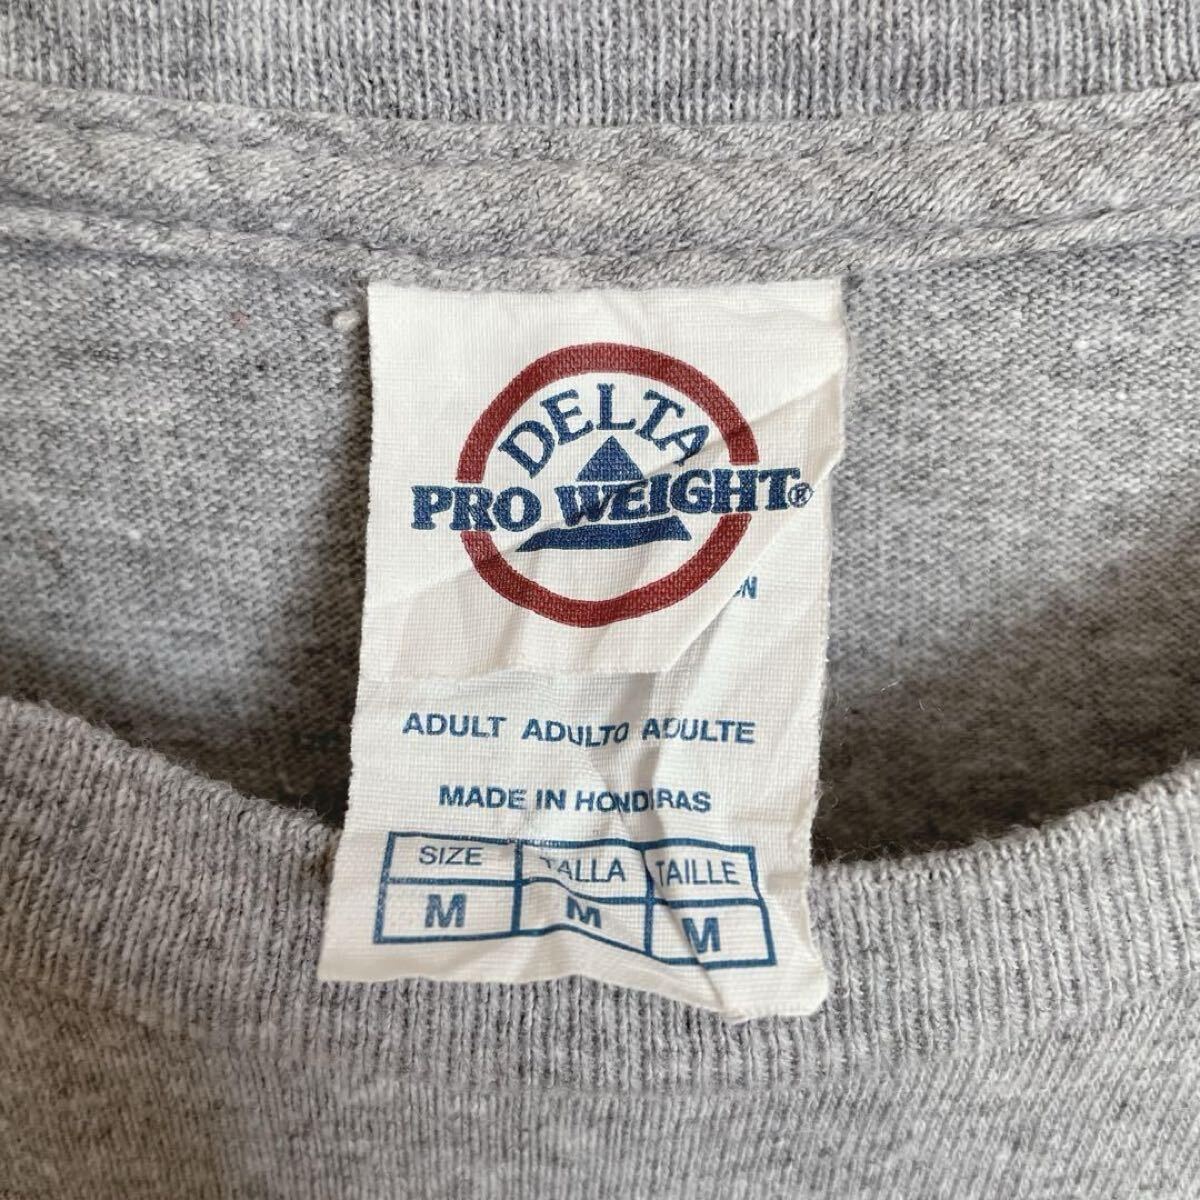 DELTA
PRO WEIGHT®
ADULT ADULTO ADULTE
MADE IN HONDURAS
SIZE TALLA TAILLE
M M M